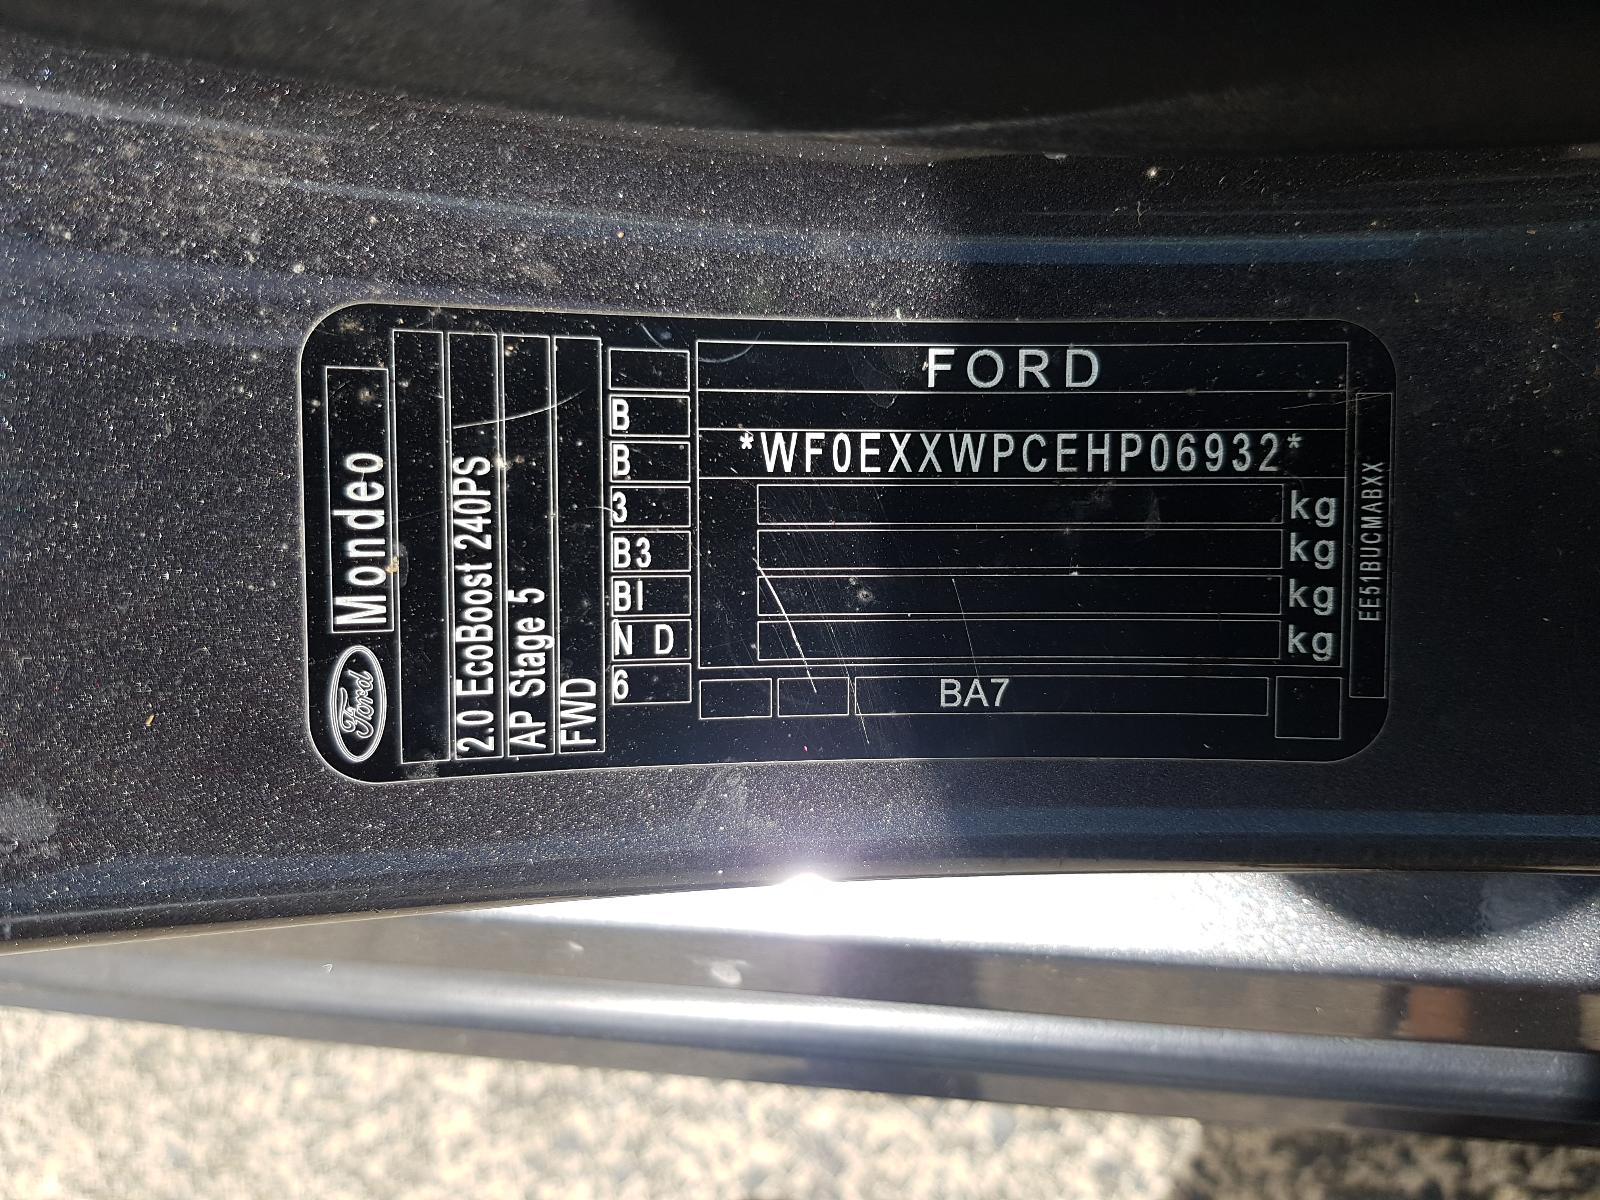 FORD
*WF0EXXWPCEHP06932*
kg
kg
kg
kg
BA7
EE51BUCMABXX
B
B
3
B3
BI
N D
6
Ford
Mondeo
2.0 EcoBoost 240PS
AP Stage 5
FWD